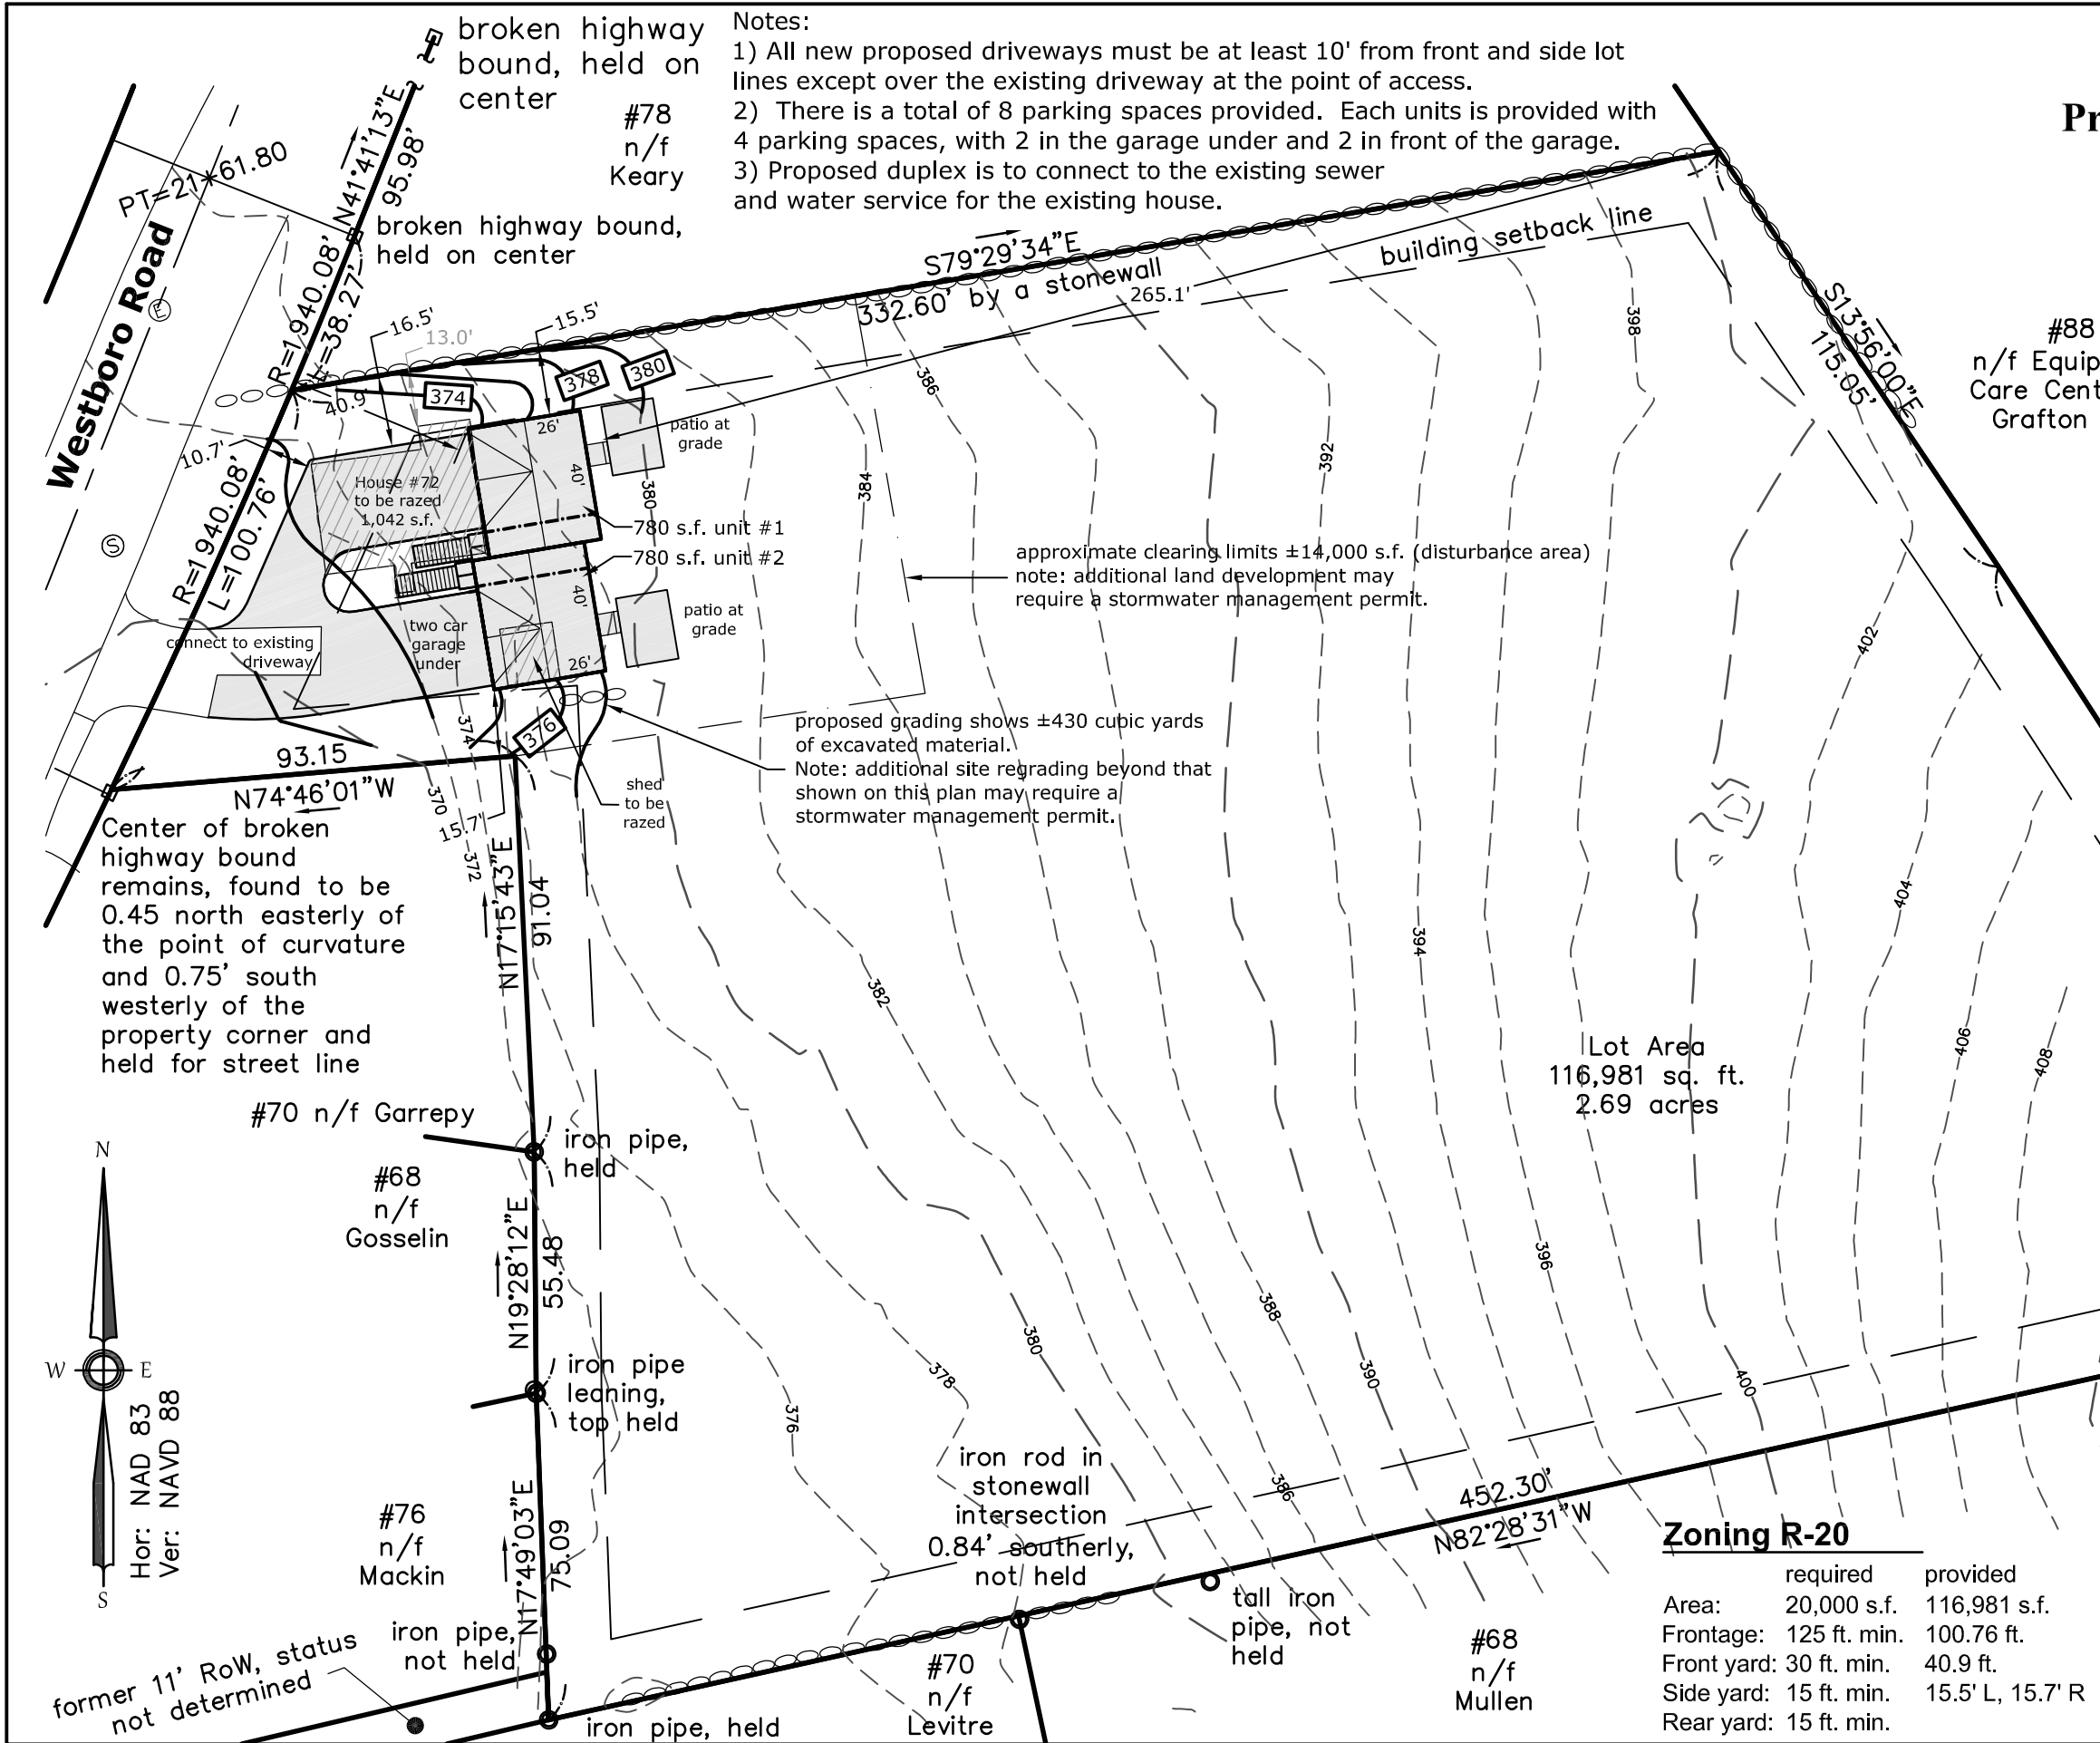 Notes:
1) All new proposed driveways must be at least 10' from front and side lot
lines except over the existing driveway at the point of access.
2)  There is a total of 8 parking spaces provided.  Each units is provided with
4 parking spaces, with 2 in the garage under and 2 in front of the garage.
3) Proposed duplex is to connect to the existing sewer
and water service for the existing house.
broken highway
bound, held on
center
#78
n/f
Keary
N41°41'13"E
95.98'
PT=21+61.80
broken highway bound,
held on center
Westboro Road
E
S
R=1940.08'
L=38.27'
R=1940.08'
L=100.76'
S79°29'34"E
332.60' by a stonewall
265.1'
building setback line
S13°56'00"E
115.05'
#88
n/f Equip
Care Cent
Grafton
Pr
16.5'
13.0'
15.5'
40.9'
10.7'
374
378
380
26'
40'
patio at
grade
House #72
to be razed
1,042 s.f.
780 s.f. unit #1
780 s.f. unit #2
40'
26'
patio at
grade
two car
garage
under
connect to existing
driveway
approximate clearing limits ±14,000 s.f. (disturbance area)
note: additional land development may
require a stormwater management permit.
proposed grading shows ±430 cubic yards
of excavated material.
Note: additional site regrading beyond that
shown on this plan may require a
stormwater management permit.
shed
to be
razed
376
374
370
372
15.7'
380
384
386
392
398
402
404
406
408
394
382
396
388
390
400
380
378
376
386
93.15
N74°46'01"W
Center of broken
highway bound
remains, found to be
0.45 north easterly of
the point of curvature
and 0.75' south
westerly of the
property corner and
held for street line
N17°15'43"E
91.04
#70 n/f Garrepy
iron pipe,
held
#68
n/f
Gosselin
N19°28'12"E
55.48
iron pipe
leaning,
top held
#76
n/f
Mackin
N17°49'03"E
75.09
iron pipe,
not held
former 11' RoW, status
not determined
iron pipe, held
N
W
E
S
Hor: NAD 83
Ver: NAVD 88
iron rod in
stonewall
intersection
0.84' southerly,
not held
#70
n/f
Levitre
tall iron
pipe, not
held
#68
n/f
Mullen
452.30'
N82°28'31"W
Lot Area
116,981 sq. ft.
2.69 acres
Zoning R-20
required provided
Area: 20,000 s.f. 116,981 s.f.
Frontage: 125 ft. min. 100.76 ft.
Front yard: 30 ft. min. 40.9 ft.
Side yard: 15 ft. min. 15.5' L, 15.7' R
Rear yard: 15 ft. min.